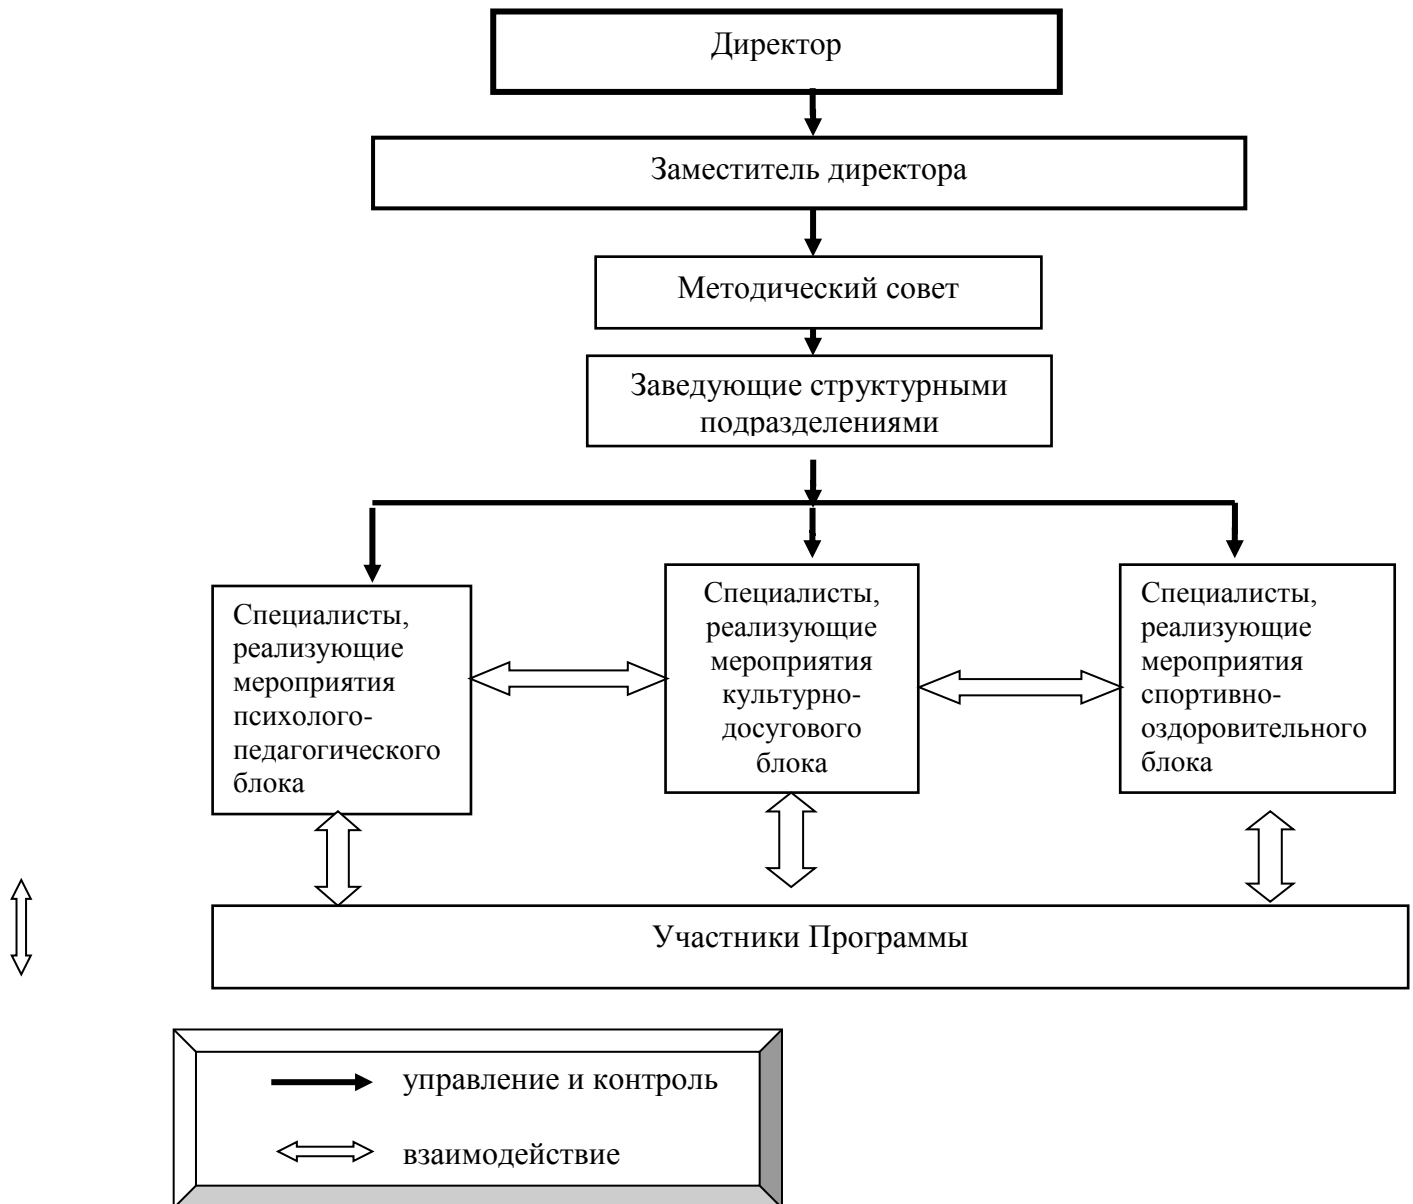 Директор
Заместитель директора
Методический совет
Заведующие структурными
подразделениями
Специалисты,
реализующие
мероприятия
психолого-
педагогического
блока
Специалисты,
реализующие
мероприятия
культурно-
досугового
блока
Специалисты,
реализующие
мероприятия
спортивно-
оздоровительного
блока
Участники Программы
управление и контроль
взаимодействие